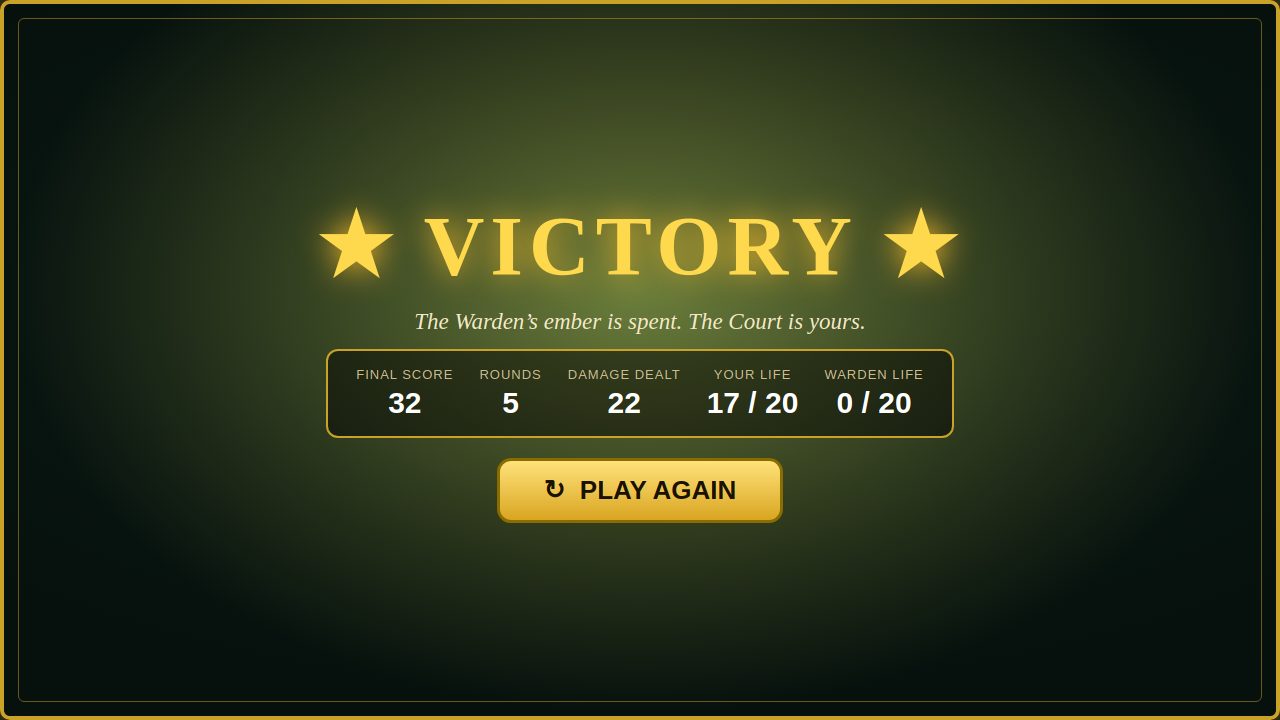 ★ VICTORY ★
The Warden’s ember is spent. The Court is yours.
FINAL SCORE ROUNDS DAMAGE DEALT YOUR LIFE WARDEN LIFE
32 5 22 17 / 20 0 / 20
↻ PLAY AGAIN